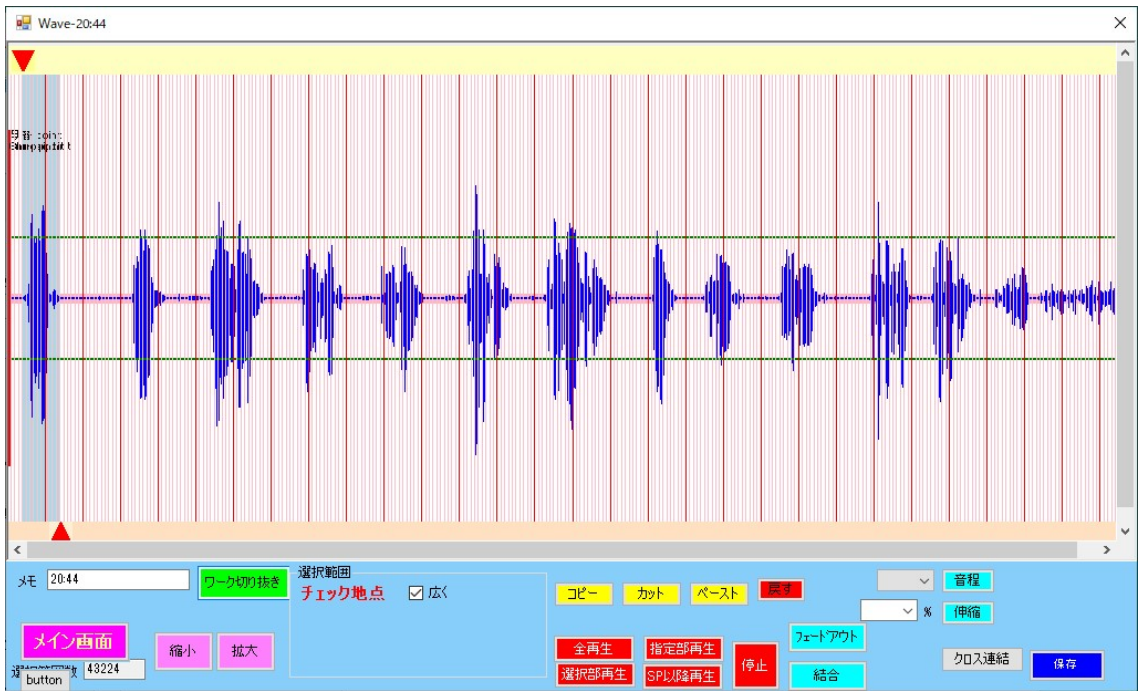 Wave-20:44
メモ 20:44
ワーク切り抜き
選択範囲
チェック地点 広く
コピー カット ペースト 戻す
音程
% 伸縮
メイン画面
縮小 拡大
全再生 指定部再生
選択部再生 SP以降再生
停止
フェードアウト
結合
クロス連結
保存
43224
button